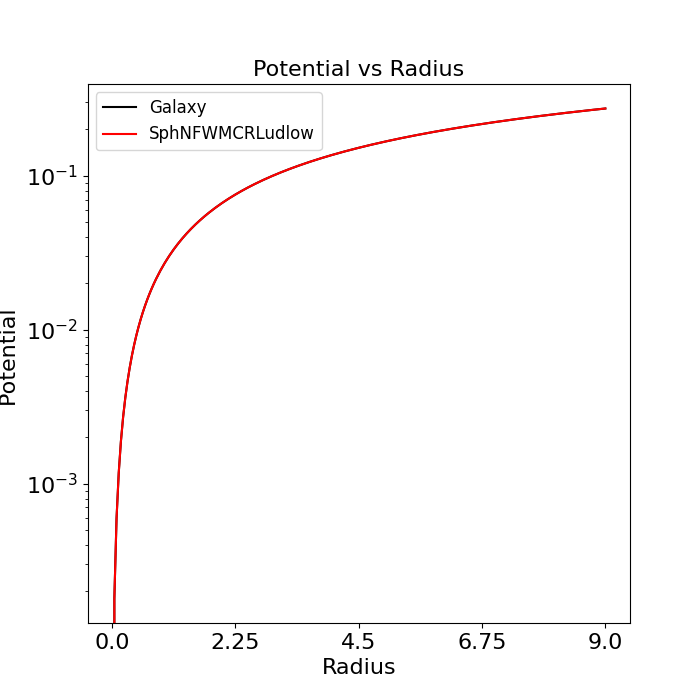 Potential vs Radius
Galaxy
SphNFWMCRLudlow
10⁻¹
10⁻²
10⁻³
Potential
0.0 2.25 4.5 6.75 9.0
Radius